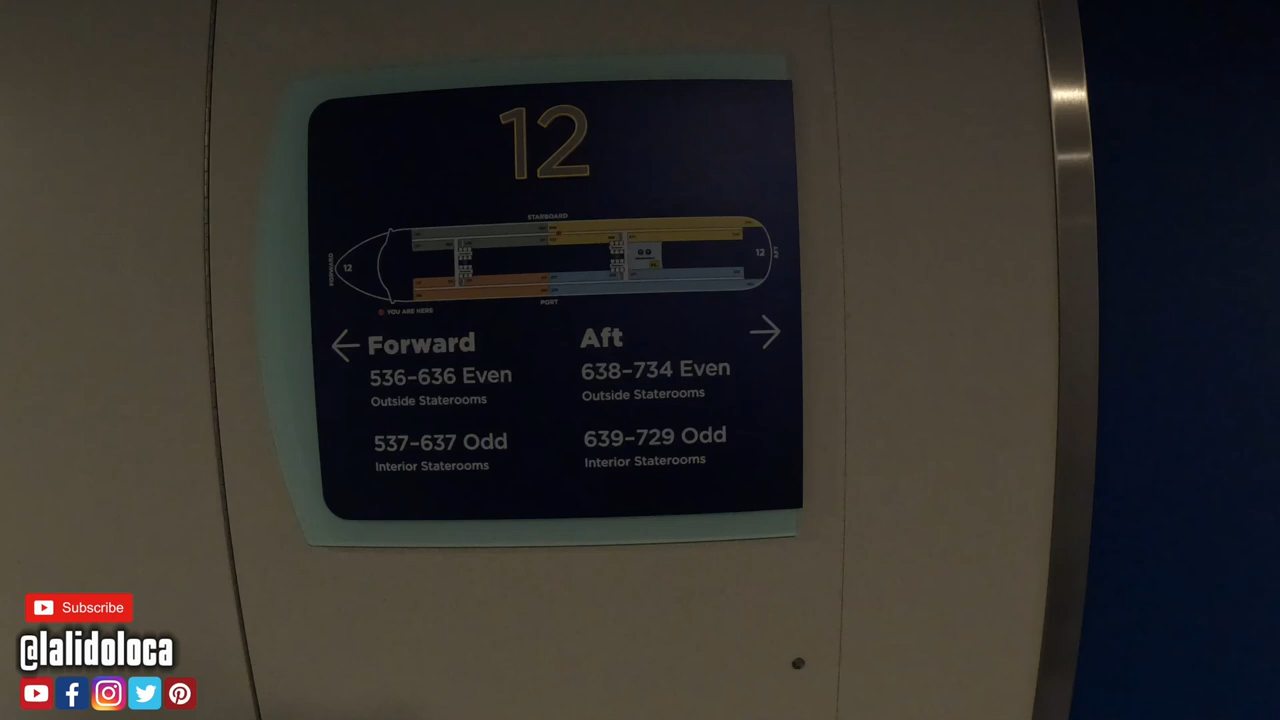 12
STARBOARD
FORWARD
12
12
AFT
PORT
YOU ARE HERE
Forward
536–636 Even
Outside Staterooms
537–637 Odd
Interior Staterooms
Aft
638–734 Even
Outside Staterooms
639–729 Odd
Interior Staterooms
Subscribe
@lalidoloca